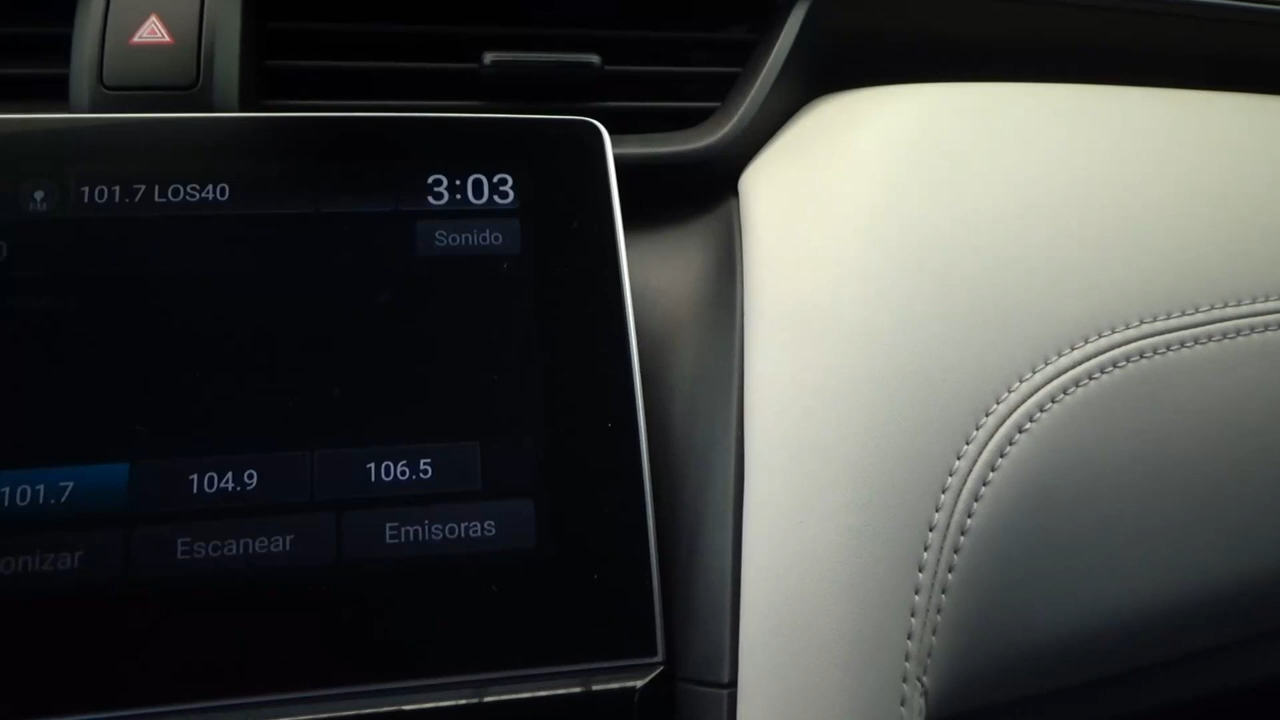 101.7 LOS40
3:03
Sonido
101.7
104.9
106.5
onizar
Escanear
Emisoras